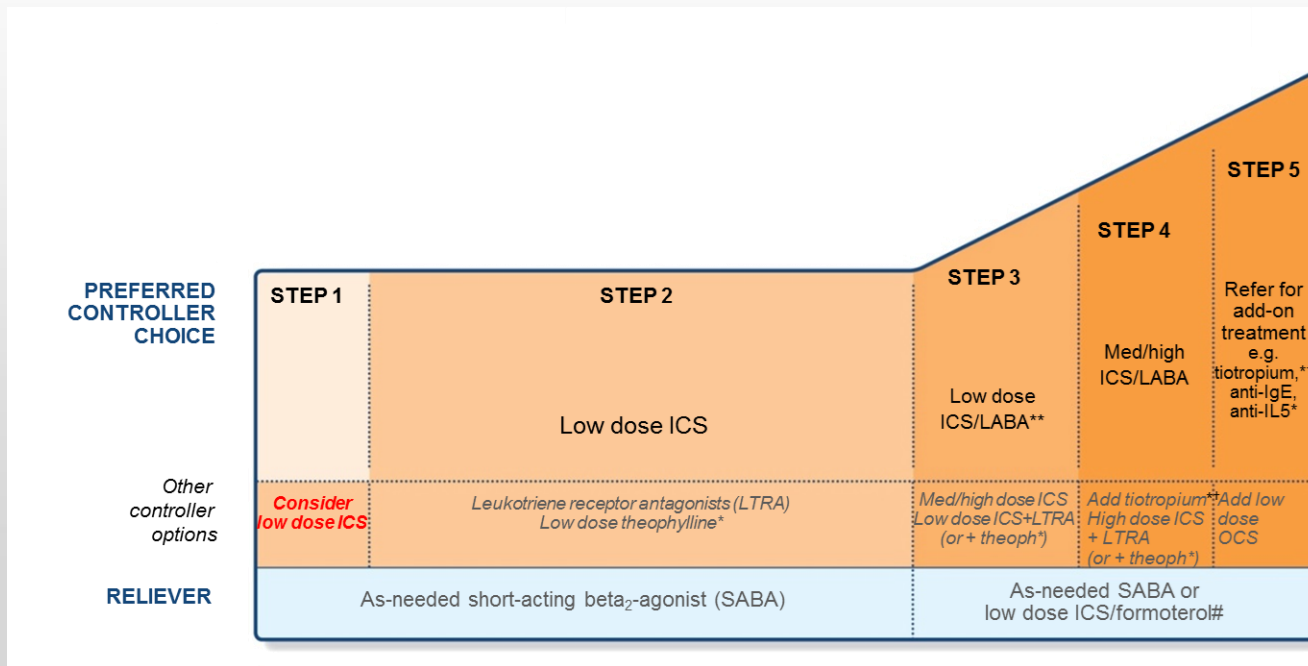 STEP 5
STEP 4
STEP 3
PREFERRED
CONTROLLER
CHOICE
STEP 1
STEP 2
Refer for
add-on
treatment
e.g.
tiotropium,*
anti-IgE,
anti-IL5*
Med/high
ICS/LABA
Low dose
ICS/LABA**
Low dose ICS
Other
controller
options
Consider
low dose ICS
Leukotriene receptor antagonists (LTRA)
Low dose theophylline*
Med/high dose ICS
Low dose ICS+LTRA
(or + theoph*)
Add tiotropium*‡
High dose ICS
+ LTRA
(or + theoph*)
Add low
dose
OCS
RELIEVER
As-needed short-acting beta₂-agonist (SABA)
As-needed SABA or
low dose ICS/formoterol#